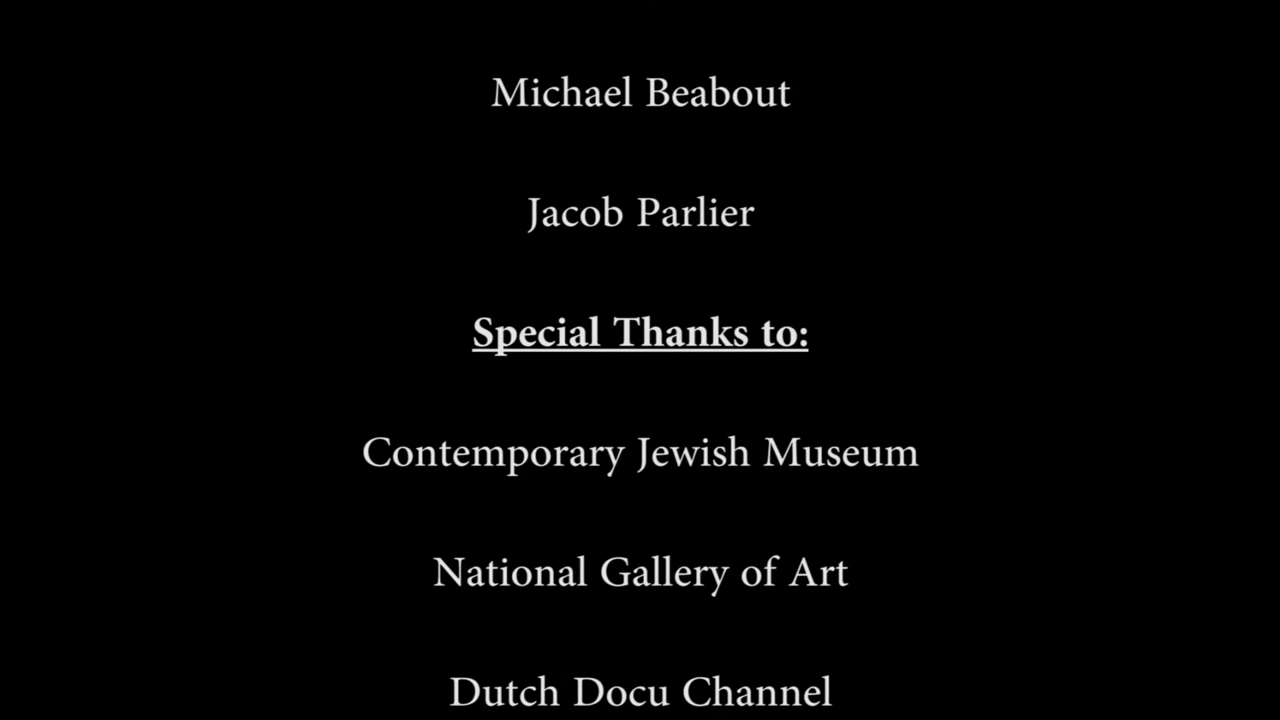 Michael Beabout
Jacob Parlier
Special Thanks to:
Contemporary Jewish Museum
National Gallery of Art
Dutch Docu Channel